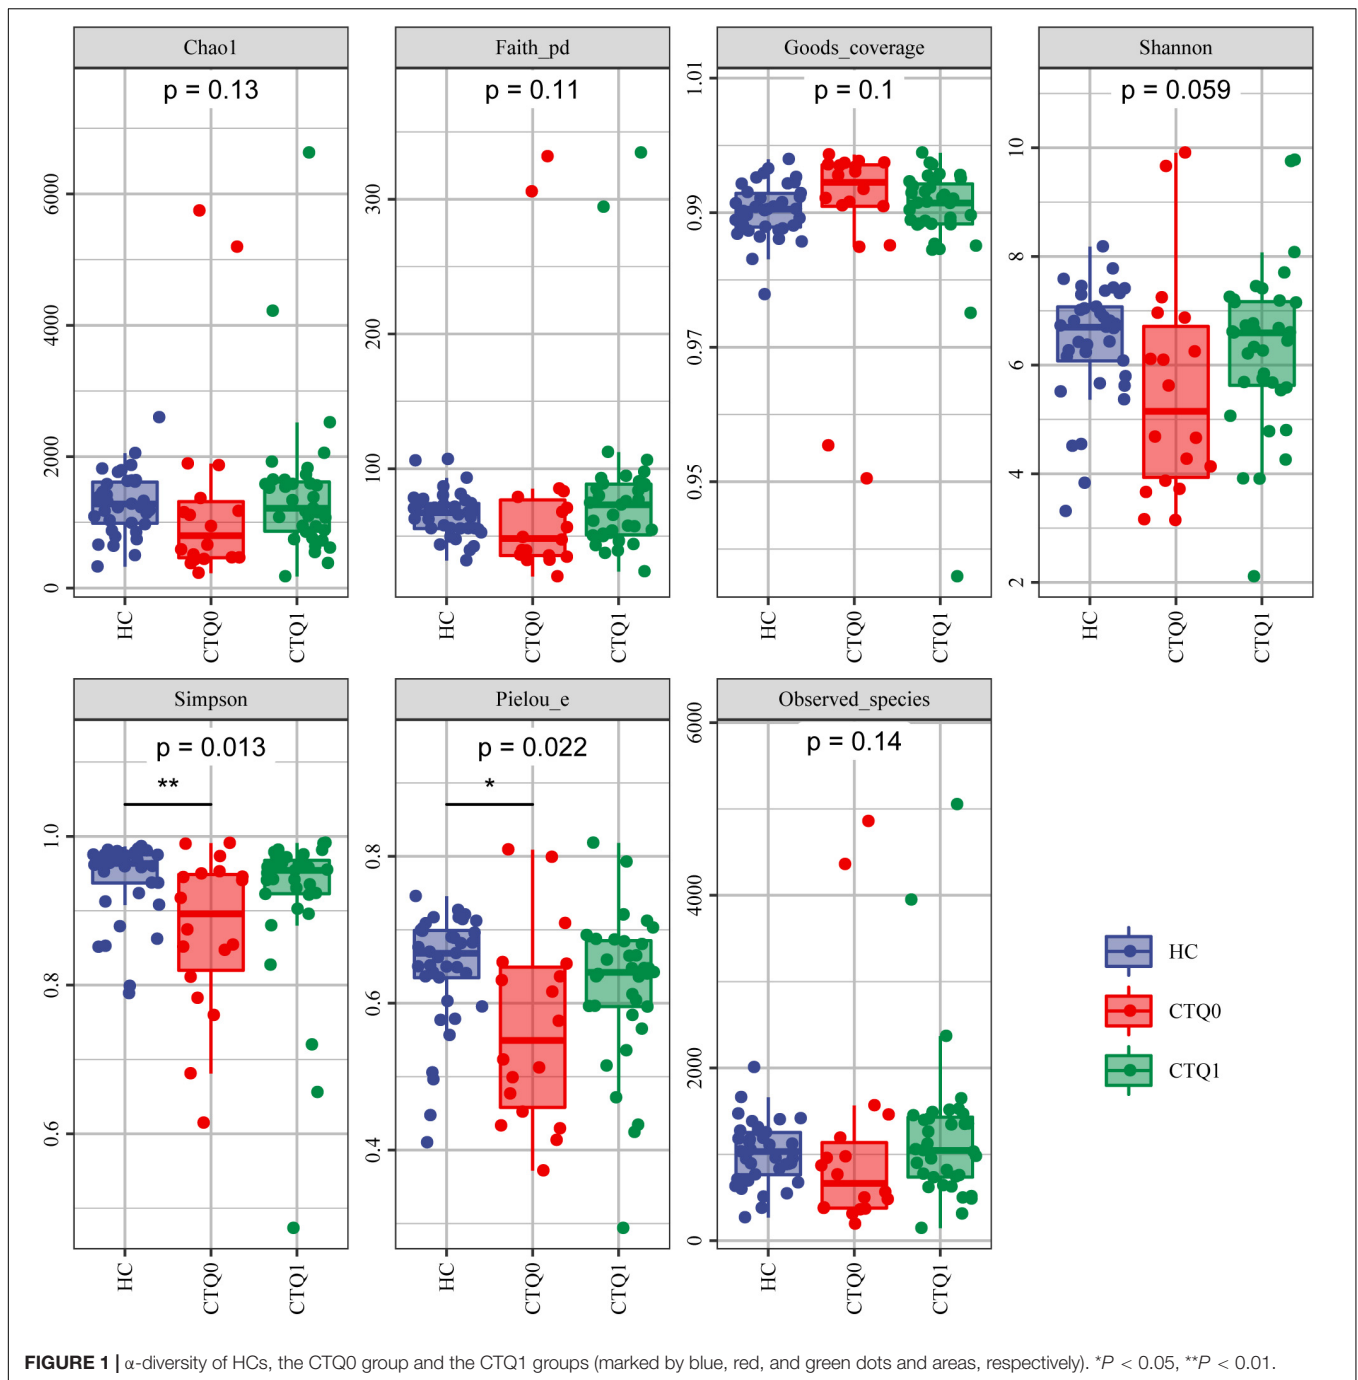 Chao1
Faith_pd
Goods_coverage
Shannon
p = 0.13
p = 0.11
p = 0.1
p = 0.059
6000
4000
2000
0
300
200
100
1.01
0.99
0.97
0.95
10
8
6
4
2
HC
CTQ0
CTQ1
HC
CTQ0
CTQ1
HC
CTQ0
CTQ1
HC
CTQ0
CTQ1
Simpson
Pielou_e
Observed_species
p = 0.013
p = 0.022
p = 0.14
**
*
1.0
0.8
0.6
0.8
0.6
0.4
6000
4000
2000
0
HC
CTQ0
CTQ1
HC
CTQ0
CTQ1
HC
CTQ0
CTQ1
HC
CTQ0
CTQ1
FIGURE 1 | α-diversity of HCs, the CTQ0 group and the CTQ1 groups (marked by blue, red, and green dots and areas, respectively). *P < 0.05, **P < 0.01.